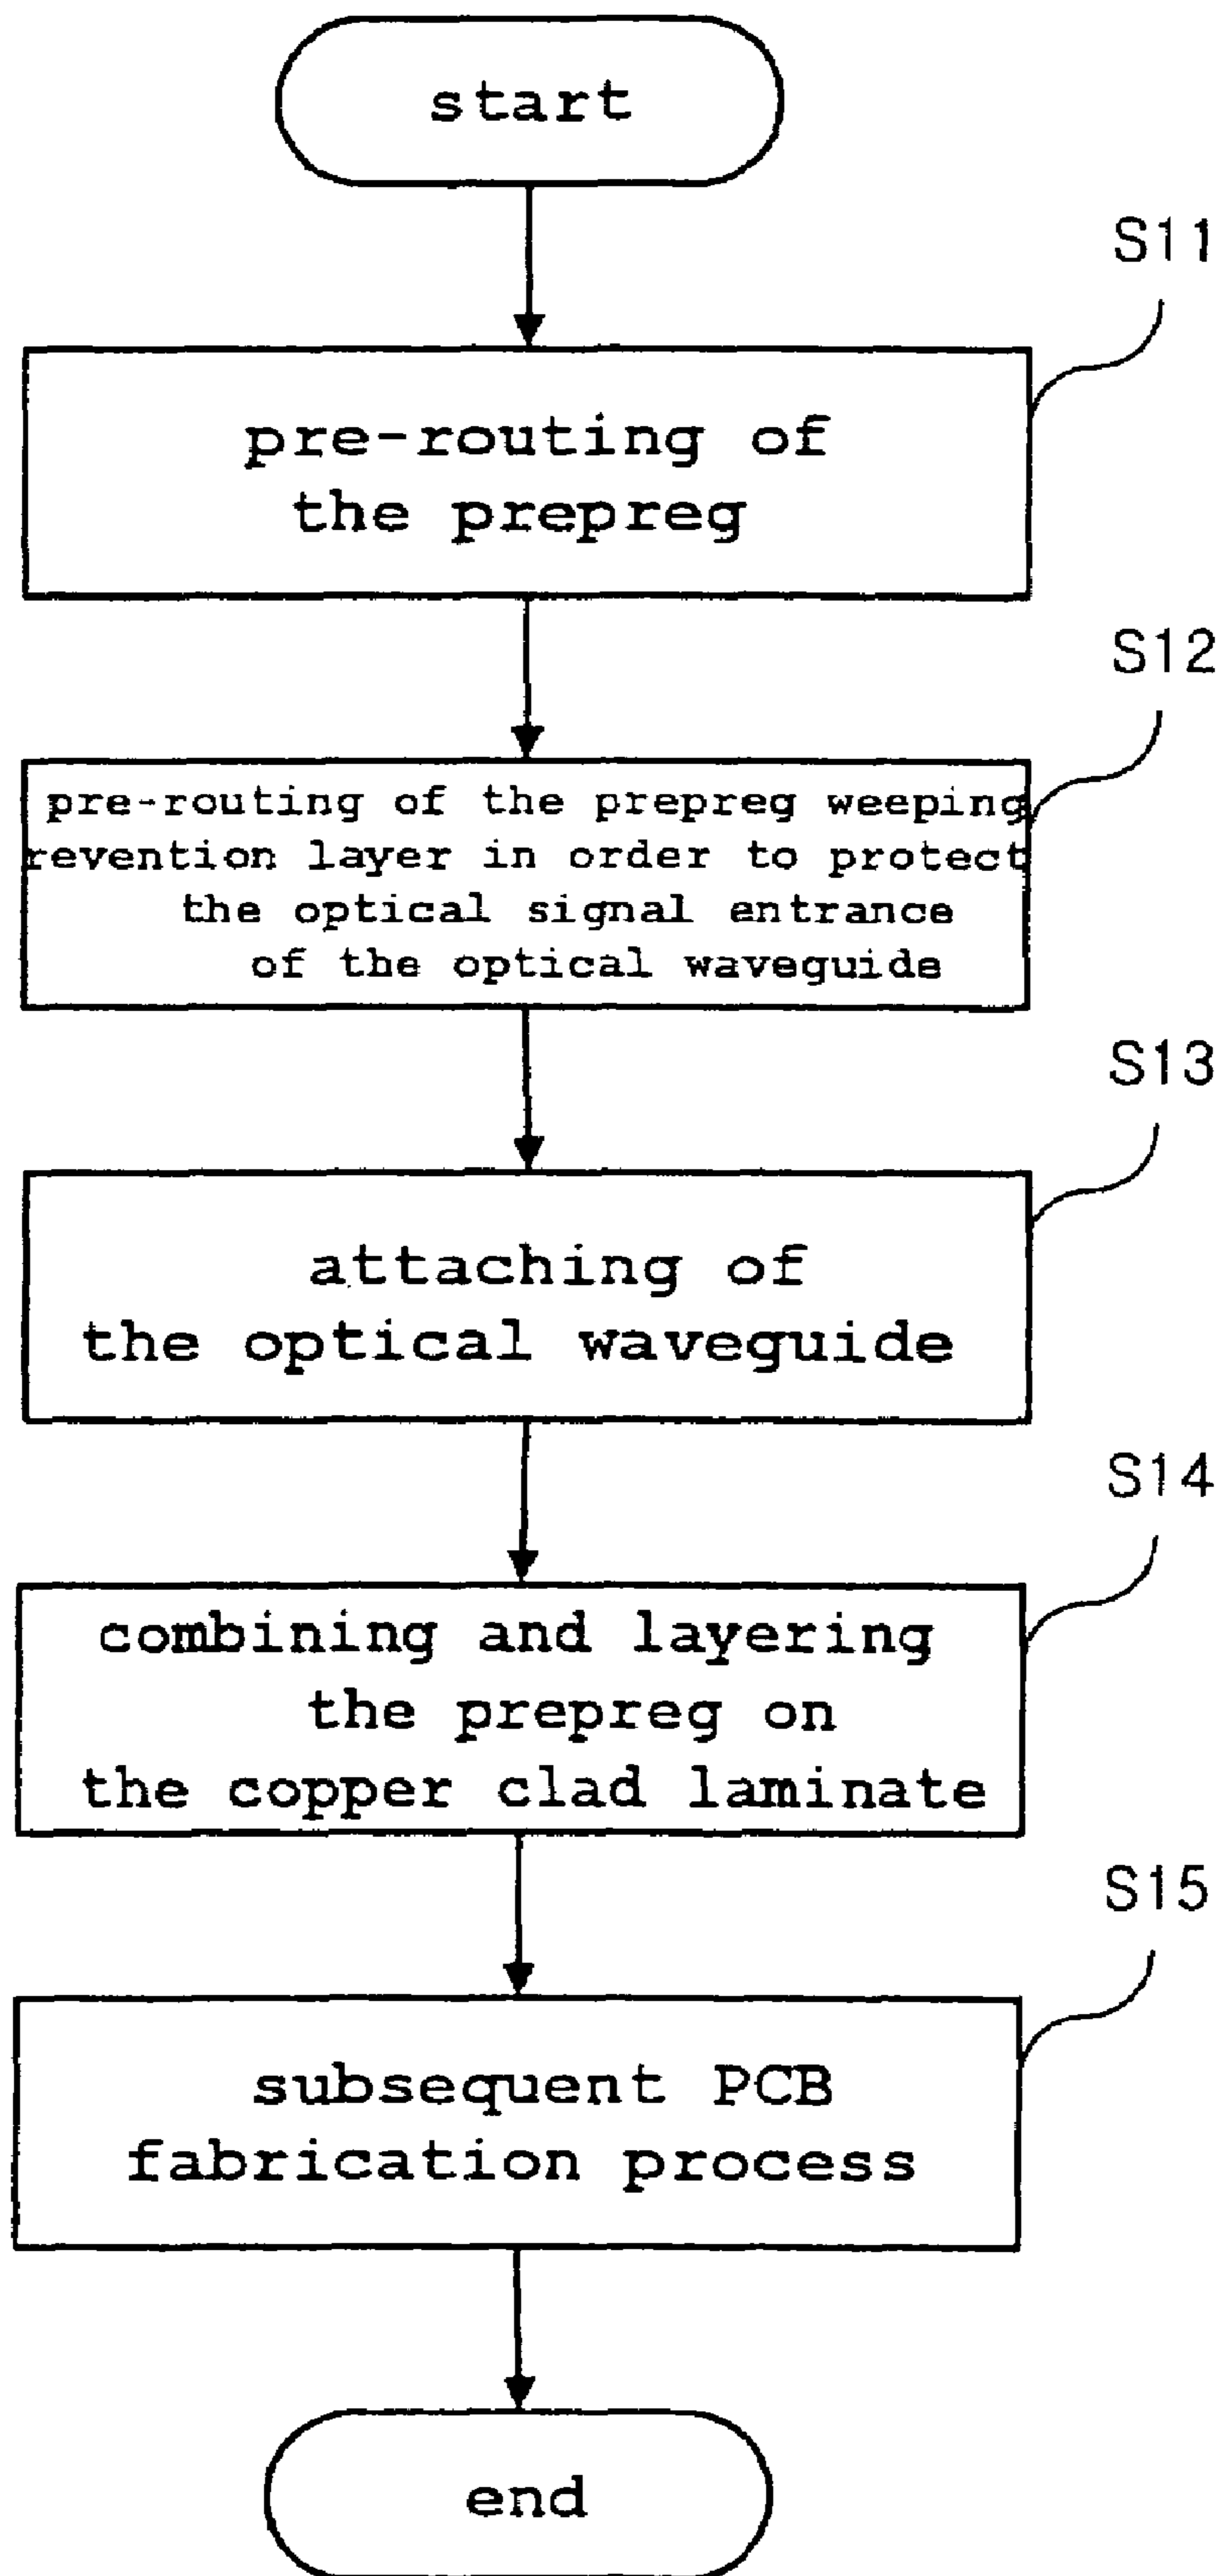 start
S11
pre-routing of
the prepreg
S12
pre-routing of the prepreg weeping
revention layer in order to protect
the optical signal entrance
of the optical waveguide
S13
attaching of
the optical waveguide
S14
combining and layering
the prepreg on
the copper clad laminate
S15
subsequent PCB
fabrication process
end